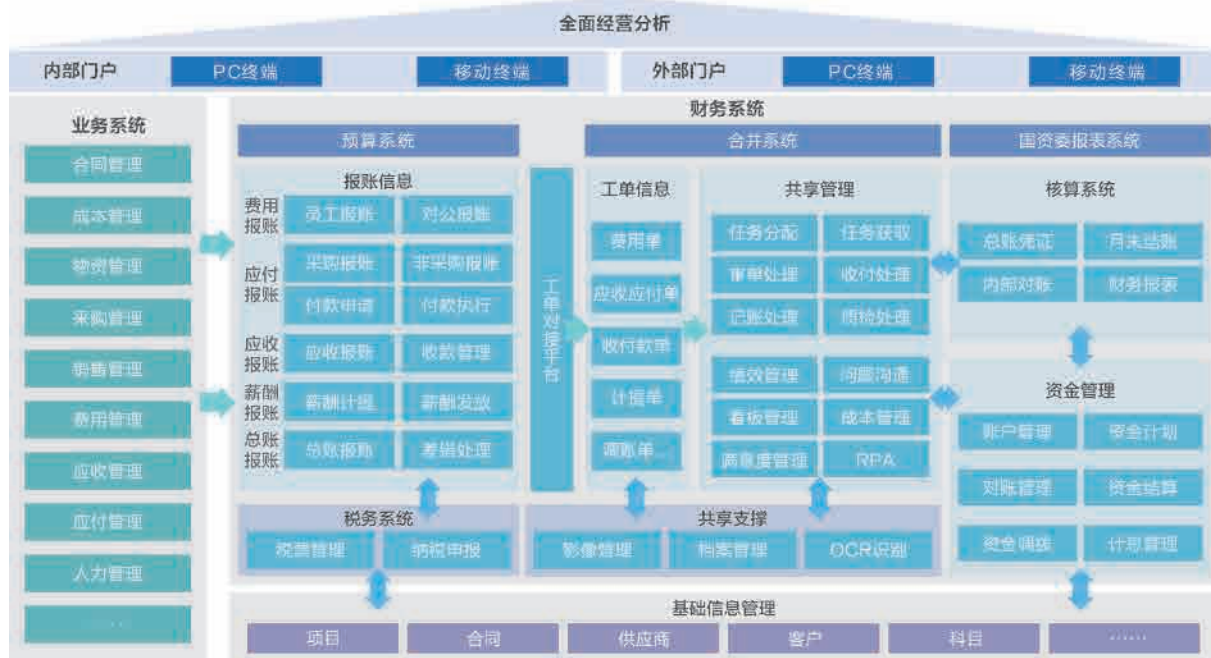 全面经营分析
内部门户
PC终端
移动终端
外部门户
PC终端
移动终端
业务系统
合同管理
成本管理
物资管理
采购管理
销售管理
费用管理
应收管理
应付管理
人力管理
……
财务系统
预算系统
合并系统
国资委报表系统
报账信息
费用
报账
员工报账
对公报账
应付
报账
采购报账
非采购报账
付款申请
付款执行
应收
报账
应收报账
收款管理
薪酬
报账
薪酬计提
薪酬发放
总账
报账
总账报账
差错处理
工单对接平台
工单信息
费用单
应收应付单
收付款单
计提单
调账单
共享管理
任务分配
任务获取
审单处理
收付处理
记账处理
质检处理
绩效管理
问题沟通
看板管理
成本管理
满意度管理
RPA
核算系统
总账凭证
月末结账
内部对账
财务报表
资金管理
账户管理
资金计划
对账管理
资金结算
资金调拨
计息管理
税务系统
税费管理
纳税申报
共享支撑
影像管理
档案管理
OCR识别
基础信息管理
项目
合同
供应商
客户
科目
……